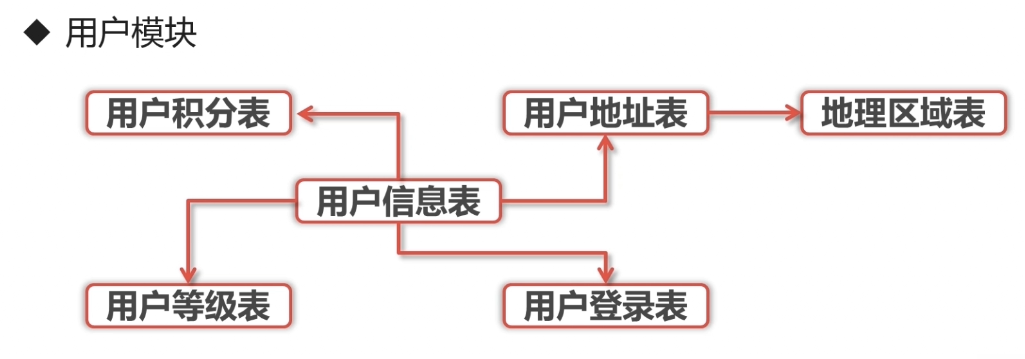 ◆ 用户模块
用户积分表
用户地址表
地理区域表
用户信息表
用户等级表
用户登录表